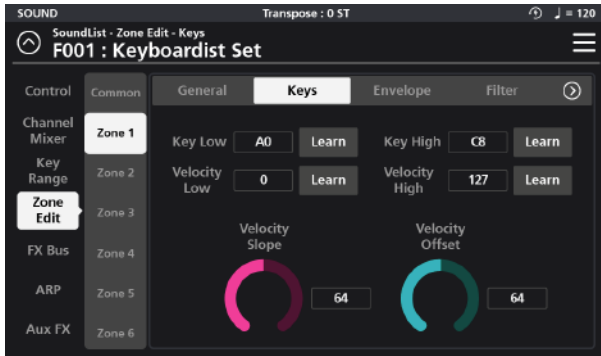 SOUND Transpose : 0 ST ♩ = 120
SoundList - Zone Edit - Keys
F001 : Keyboardist Set
Control
Channel
Mixer
Key
Range
Zone
Edit
FX Bus
ARP
Aux FX
Common
Zone 1
Zone 2
Zone 3
Zone 4
Zone 5
Zone 6
General Keys Envelope Filter
Key Low A0 Learn Key High C8 Learn
Velocity
Low 0 Learn
Velocity
High 127 Learn
Velocity
Slope
64
Velocity
Offset
64